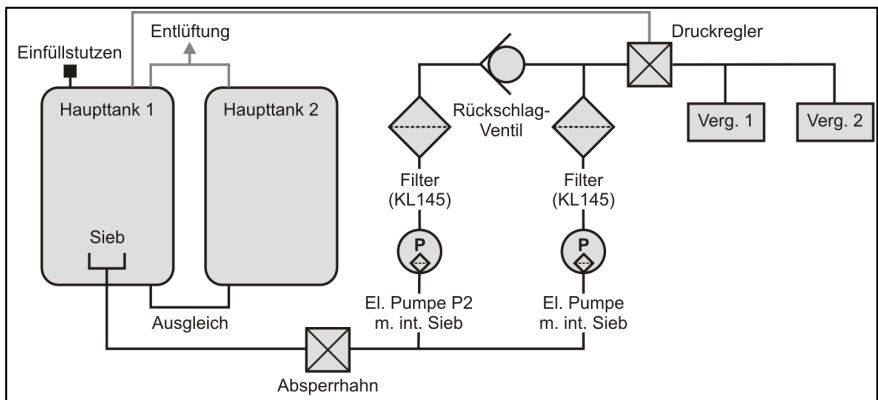 Entlüftung
Druckregler
Einfüllstutzen
Haupttank 1
Haupttank 2
Rückschlag-
Ventil
Verg. 1
Verg. 2
Filter
(KL145)
Filter
(KL145)
Sieb
P
P
El. Pumpe P2
m. int. Sieb
El. Pumpe
m. int. Sieb
Ausgleich
Absperrhahn